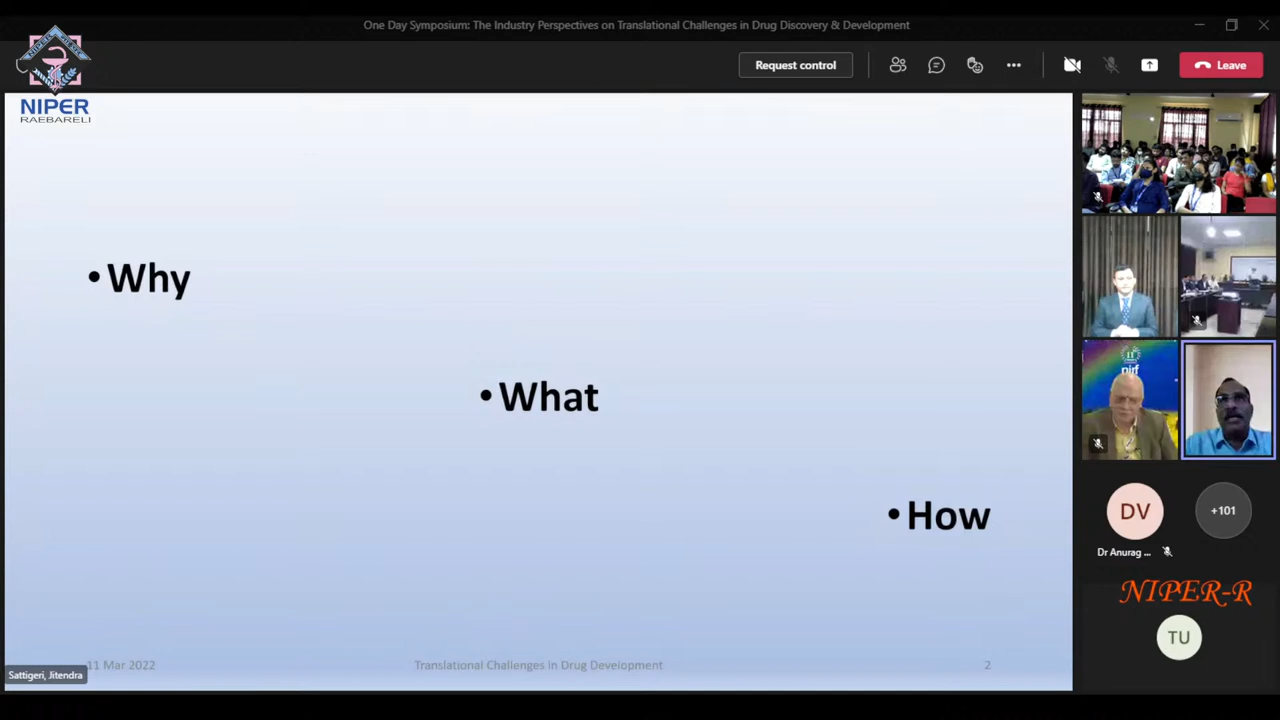 One Day Symposium: The Industry Perspectives on Translational Challenges in Drug Discovery & Development
NIPER
RAEBARELI
Request control
Leave
• Why
• What
• How
11 Mar 2022
Translational Challenges in Drug Development
2
Sattigeri, Jitendra
nirf
DV
+101
Dr Anurag ...
NIPER-R
TU